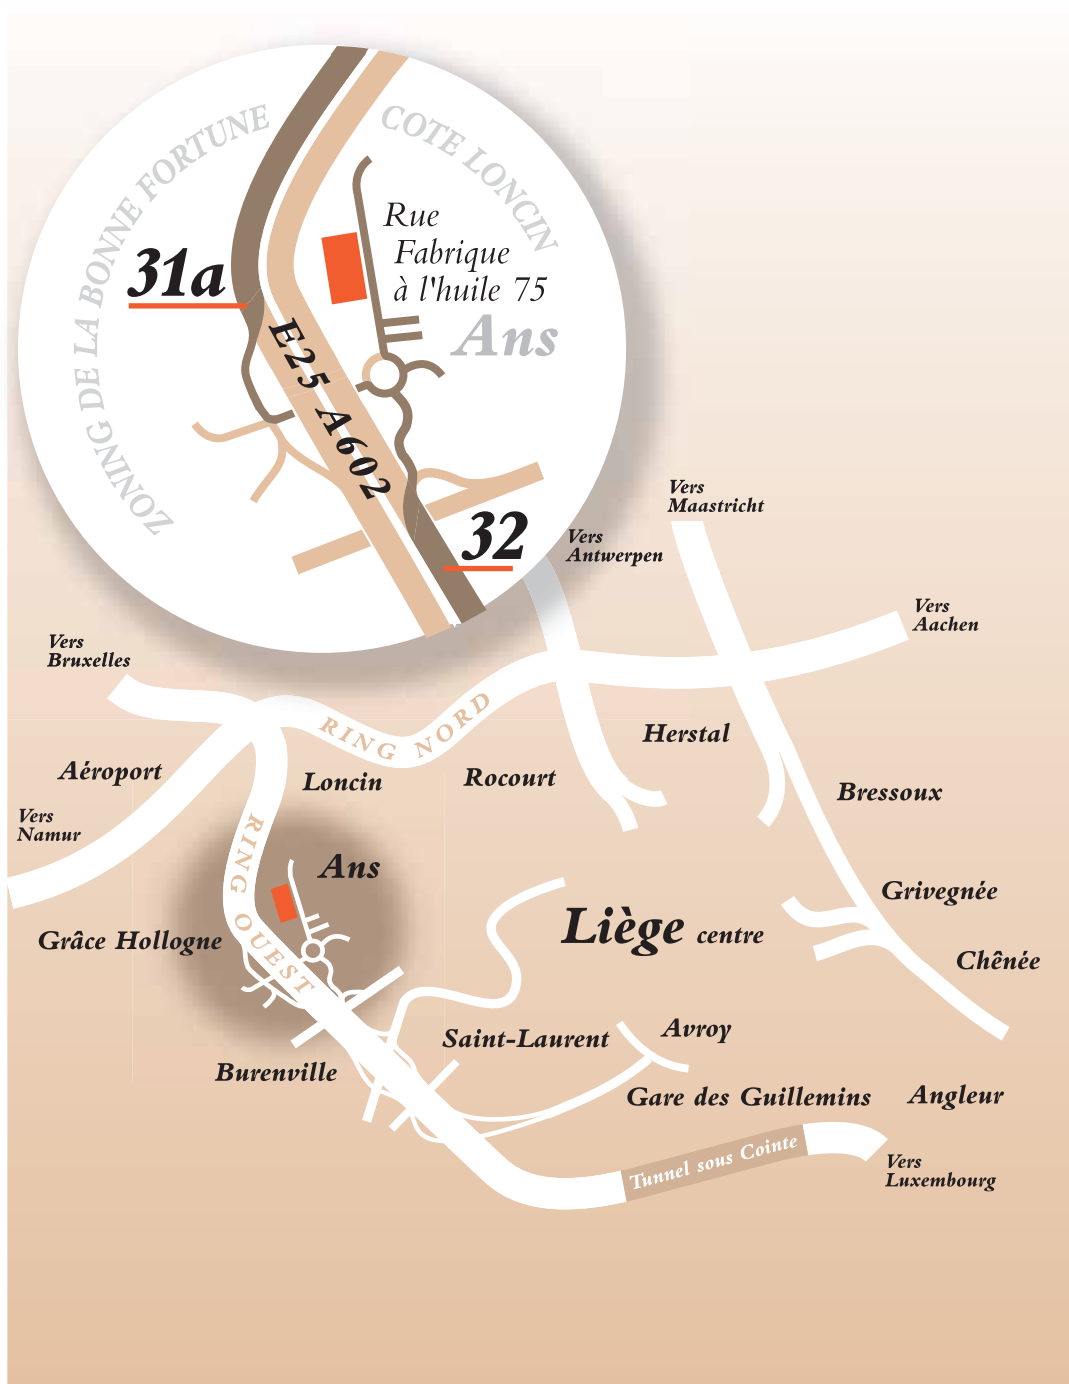 ZONING DE LA BONNE FORTUNE
COTE LONCIN
Rue
Fabrique
à l'huile 75
31a
Ans
E25 A602
32
Vers
Maastricht
Vers
Antwerpen
Vers
Aachen
Vers
Bruxelles
RING NORD
Herstal
Aéroport
Loncin
Rocourt
Bressoux
Vers
Namur
RING OUEST
Ans
Grivegnée
Liège centre
Grâce Hollogne
Chênée
Saint-Laurent
Avroy
Burenville
Gare des Guillemins
Angleur
Tunnel sous Cointe
Vers
Luxembourg